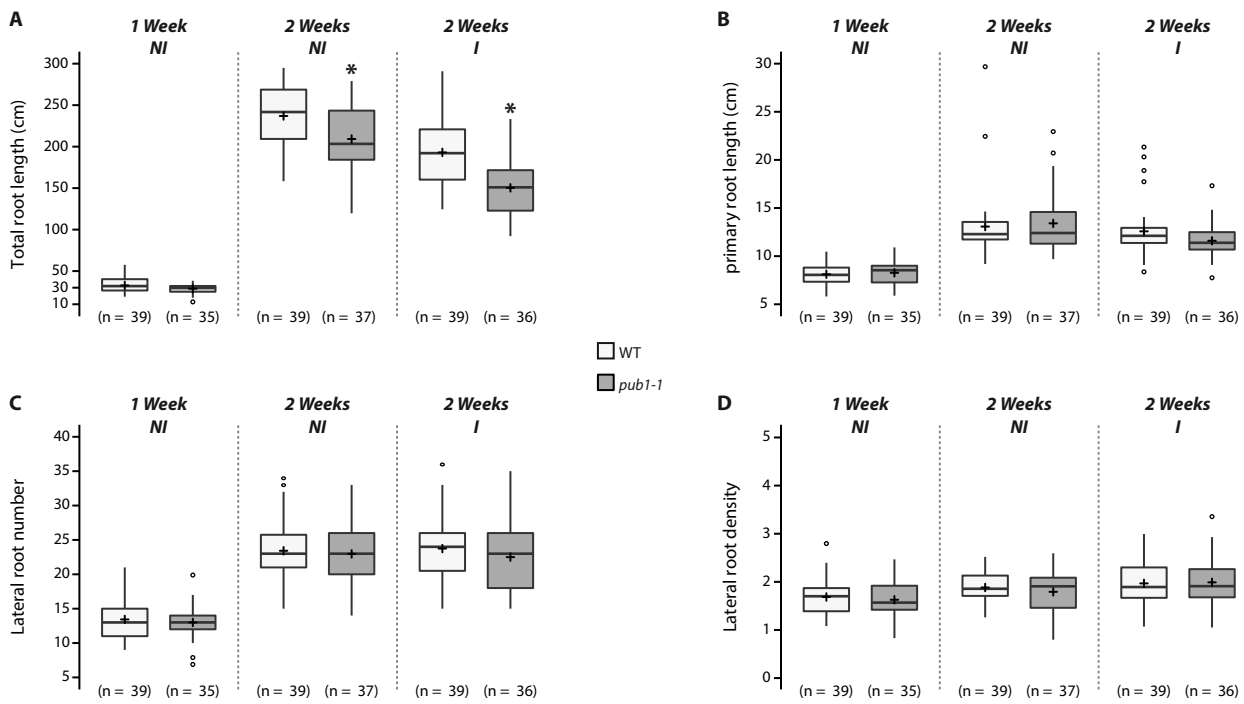 A
1 Week
NI
2 Weeks
NI
2 Weeks
I
Total root length (cm)
300
250
200
150
100
50
30
10
*
*
(n = 39) (n = 35) (n = 39) (n = 37) (n = 39) (n = 36)
B
1 Week
NI
2 Weeks
NI
2 Weeks
I
primary root length (cm)
30
25
20
15
10
5
(n = 39) (n = 35) (n = 39) (n = 37) (n = 39) (n = 36)
WT
pub1-1
C
1 Week
NI
2 Weeks
NI
2 Weeks
I
Lateral root number
40
35
30
25
20
15
10
5
(n = 39) (n = 35) (n = 39) (n = 37) (n = 39) (n = 36)
D
1 Week
NI
2 Weeks
NI
2 Weeks
I
Lateral root density
5
4
3
2
1
0
(n = 39) (n = 35) (n = 39) (n = 37) (n = 39) (n = 36)